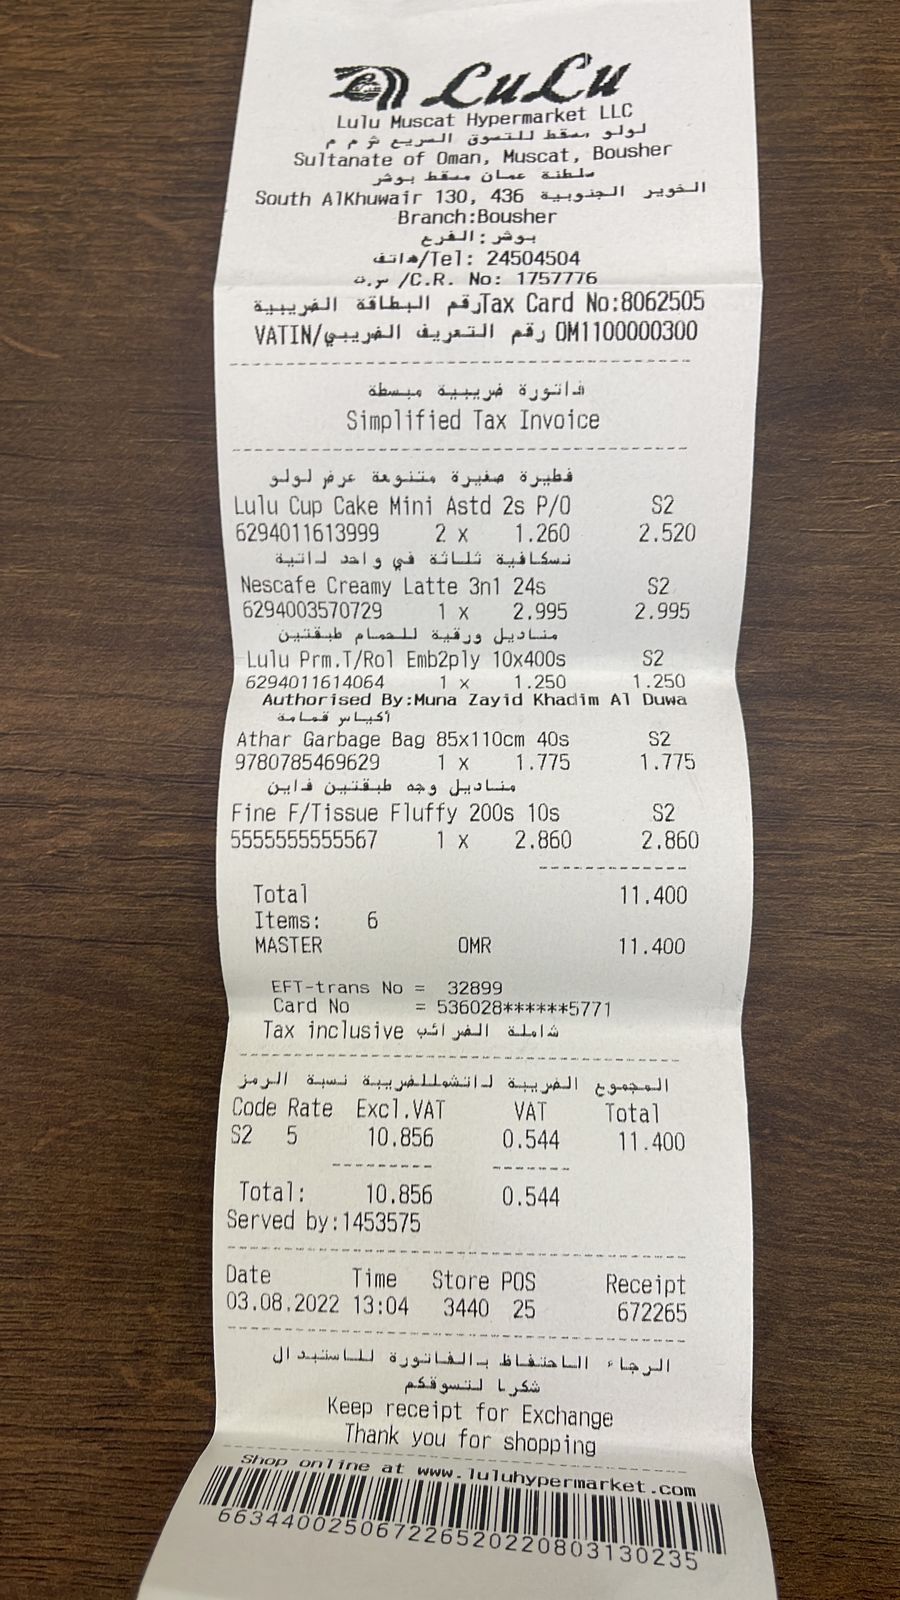 LuLu
Lulu Muscat Hypermarket LLC
لولو مسقط للتسوق السريع ش م م
Sultanate of Oman, Muscat, Bousher
سلطنة عمان مسقط بوشر
South AlKhuwair 130, 436 الخوير الجنوبية
Branch:Bousher
بوشر:الفرع
هاتف/Tel: 24504504
س.ت /C.R. No: 1757776
رقم البطاقة الضريبيةTax Card No:8062505
VATIN/رقم التعريف الضريبي OM1100000300
فاتورة ضريبية مبسطة
Simplified Tax Invoice
فطيرة صغيرة متنوعة عرض لولو
Lulu Cup Cake Mini Astd 2s P/O S2
6294011613999 2 x 1.260 2.520
نسكافية ثلاثة في واحد لاتية
Nescafe Creamy Latte 3n1 24s S2
6294003570729 1 x 2.995 2.995
مناديل ورقية للحمام طبقتين
Lulu Prm.T/Rol Emb2ply 10x400s S2
6294011614064 1 x 1.250 1.250
Authorised By:Muna Zayid Khadim Al Duwa
أكياس قمامة
Athar Garbage Bag 85x110cm 40s S2
9780785469629 1 x 1.775 1.775
مناديل وجه طبقتين فاين
Fine F/Tissue Fluffy 200s 10s S2
5555555555567 1 x 2.860 2.860
Total 11.400
Items: 6
MASTER OMR 11.400
EFT-trans No = 32899
Card No = 536028******5771
Tax inclusive شاملة الضرائب
المجموع الضريبة لاتشمللضريبة نسبة الرمز
Code Rate Excl.VAT VAT Total
S2 5 10.856 0.544 11.400
Total: 10.856 0.544
Served by:1453575
Date Time Store POS Receipt
03.08.2022 13:04 3440 25 672265
الرجاء الاحتفاظ بالفاتورة للاستبدال
شكرا لتسوقكم
Keep receipt for Exchange
Thank you for shopping
Shop online at www.luluhypermarket.com
663440025067226520220803130235